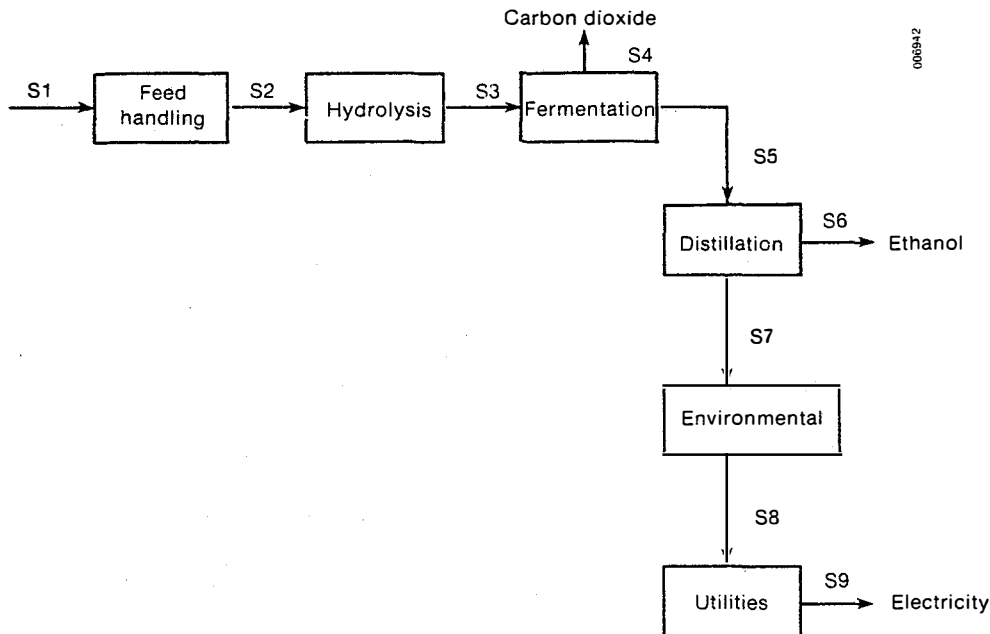 Carbon dioxide
006942
S4
S1
Feed
handling
S2
Hydrolysis
S3
Fermentation
S5
Distillation
S6
Ethanol
S7
Environmental
S8
Utilities
S9
Electricity